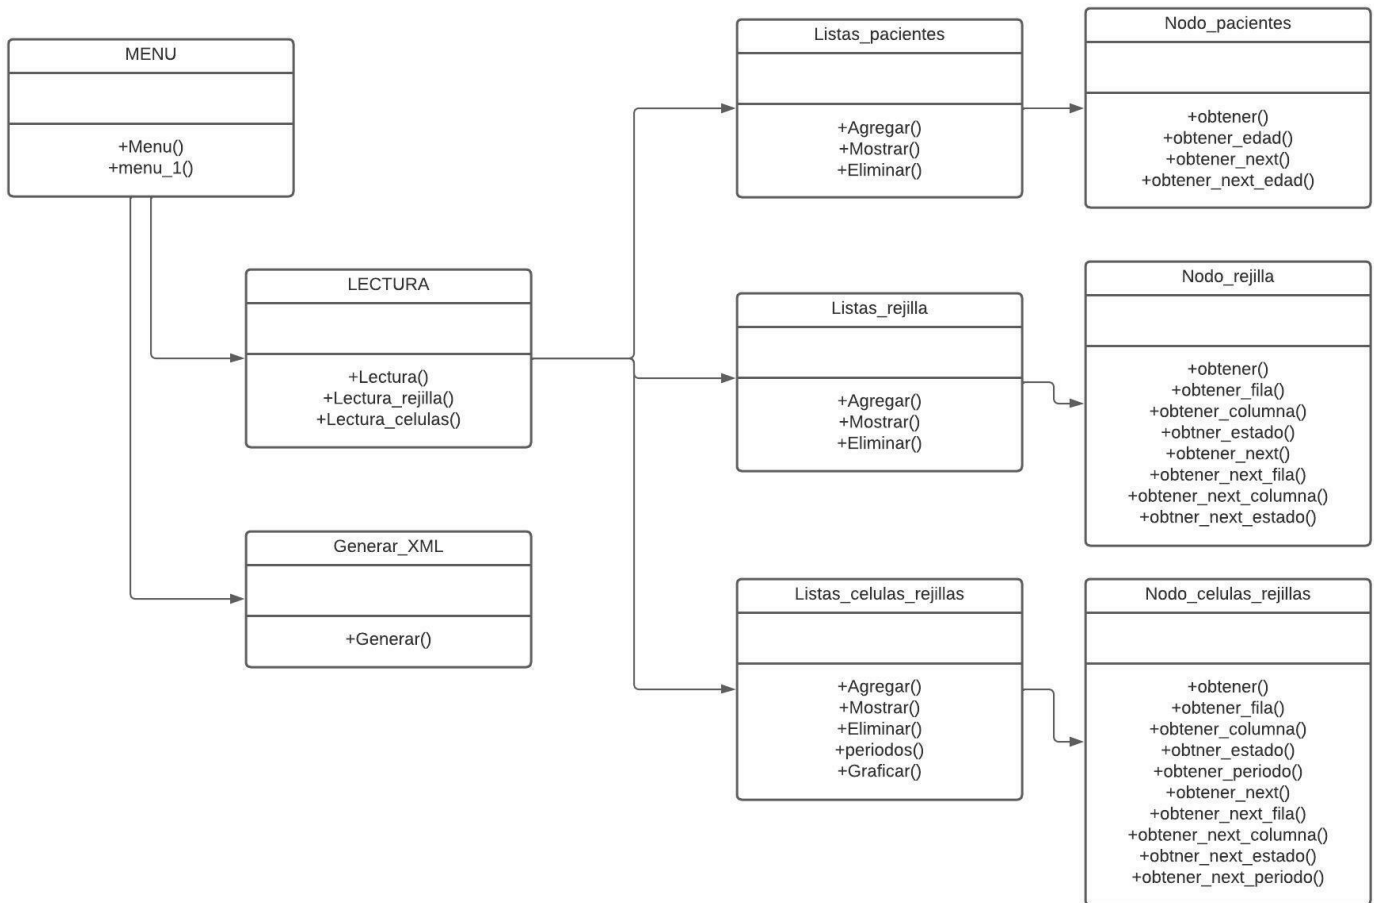 MENU
+Menu()
+menu_1()
LECTURA
+Lectura()
+Lectura_rejilla()
+Lectura_celulas()
Generar_XML
+Generar()
Listas_pacientes
+Agregar()
+Mostrar()
+Eliminar()
Nodo_pacientes
+obtener()
+obtener_edad()
+obtener_next()
+obtener_next_edad()
Listas_rejilla
+Agregar()
+Mostrar()
+Eliminar()
Nodo_rejilla
+obtener()
+obtener_fila()
+obtener_columna()
+obtner_estado()
+obtener_next()
+obtener_next_fila()
+obtener_next_columna()
+obtner_next_estado()
Listas_celulas_rejillas
+Agregar()
+Mostrar()
+Eliminar()
+periodos()
+Graficar()
Nodo_celulas_rejillas
+obtener()
+obtener_fila()
+obtener_columna()
+obtner_estado()
+obtener_periodo()
+obtener_next()
+obtener_next_fila()
+obtener_next_columna()
+obtner_next_estado()
+obtener_next_periodo()